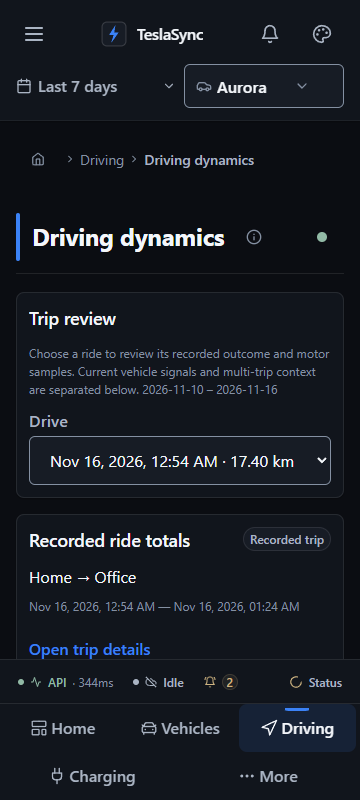 TeslaSync
Last 7 days
Aurora
Driving
Driving dynamics
Driving dynamics
Trip review
Choose a ride to review its recorded outcome and motor
samples. Current vehicle signals and multi-trip context
are separated below. 2026-11-10 – 2026-11-16
Drive
Nov 16, 2026, 12:54 AM · 17.40 km
Recorded ride totals
Recorded trip
Home → Office
Nov 16, 2026, 12:54 AM — Nov 16, 2026, 01:24 AM
Open trip details
API · 344ms
Idle
2
Status
Home
Vehicles
Driving
Charging
More